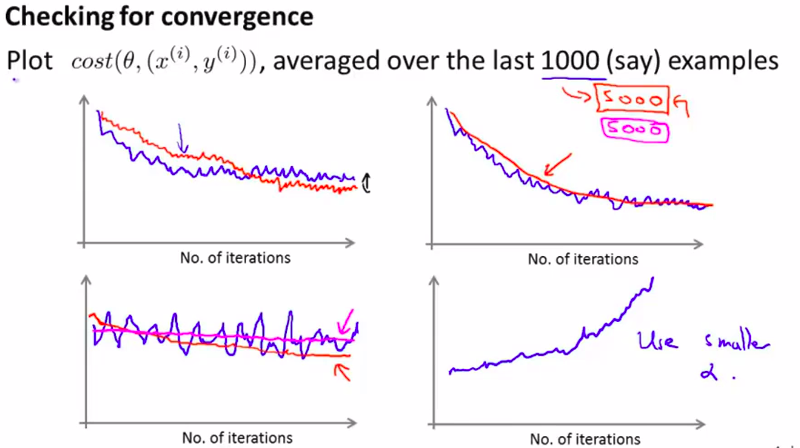 Checking for convergence
Plot cost(θ, (x⁽ⁱ⁾, y⁽ⁱ⁾)), averaged over the last 1000 (say) examples
5000
5000
No. of iterations
No. of iterations
Use smaller
α.
No. of iterations
No. of iterations